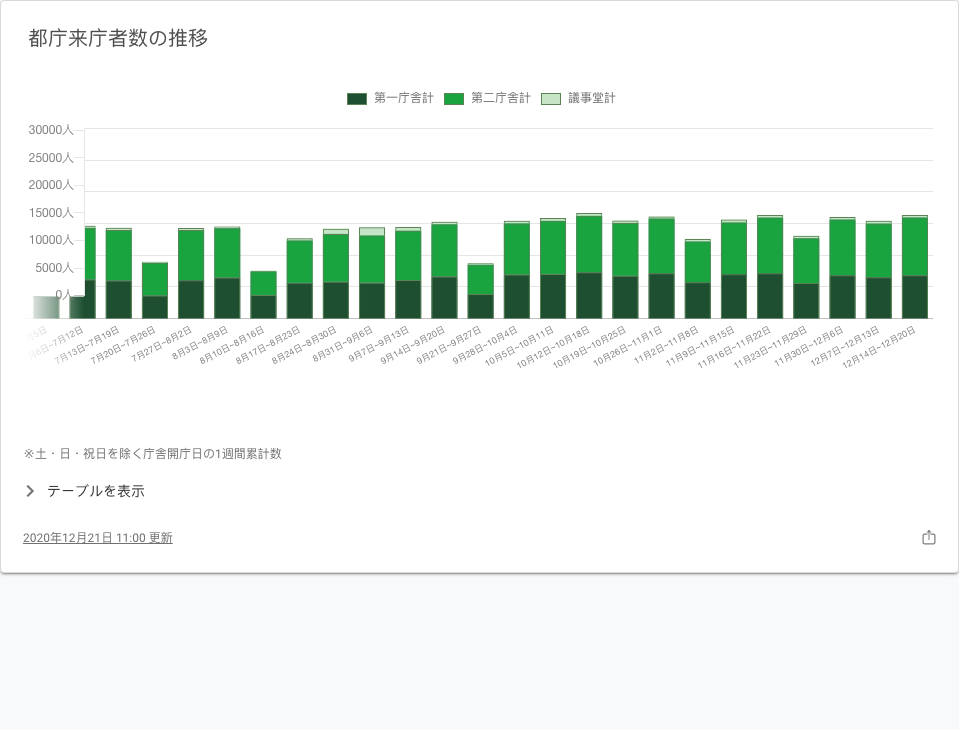 都庁来庁者数の推移
第一庁舎計 第二庁舎計 議事堂計
30000人
25000人
20000人
15000人
10000人
5000人
0人
7月12日
7月13日~7月19日
7月20日~7月26日
7月27日~8月2日
8月3日~8月9日
8月10日~8月16日
8月17日~8月23日
8月24日~8月30日
8月31日~9月6日
9月7日~9月13日
9月14日~9月20日
9月21日~9月27日
9月28日~10月4日
10月5日~10月11日
10月12日~10月18日
10月19日~10月25日
10月26日~11月1日
11月2日~11月8日
11月9日~11月15日
11月16日~11月22日
11月23日~11月29日
11月30日~12月6日
12月7日~12月13日
12月14日~12月20日
※土・日・祝日を除く庁舎開庁日の1週間累計数
テーブルを表示
2020年12月21日 11:00 更新